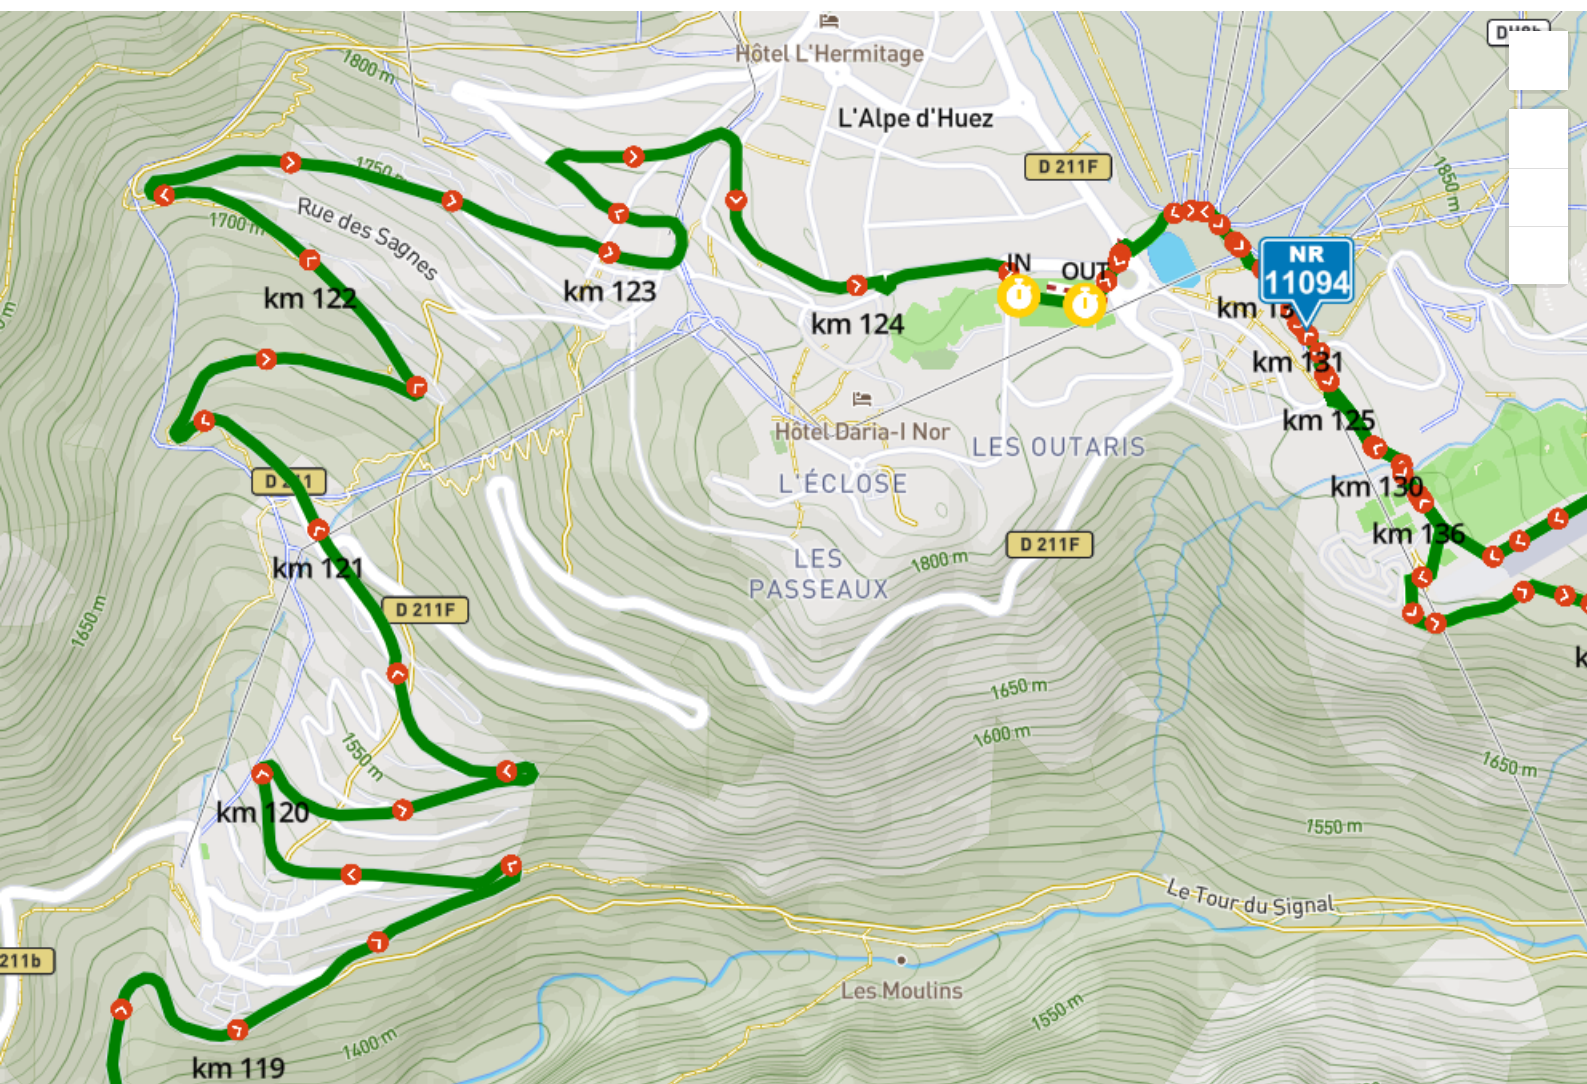 1800 m
Hôtel L'Hermitage
L'Alpe d'Huez
D 211F
1750 m
1850 m
1700 m
Rue des Sagnes
IN
OUT
NR
11094
km 122
km 123
km 124
km 131
km 125
Hôtel Daria-I Nor
LES OUTARIS
L'ÉCLOSE
km 130
D 211
km 136
km 121
D 211F
LES
PASSEAUX
1800 m
D 211F
1650 m
1650 m
1600 m
1550 m
1650 m
km 120
1550 m
Le Tour du Signal
211b
Les Moulins
1550 m
1400 m
km 119